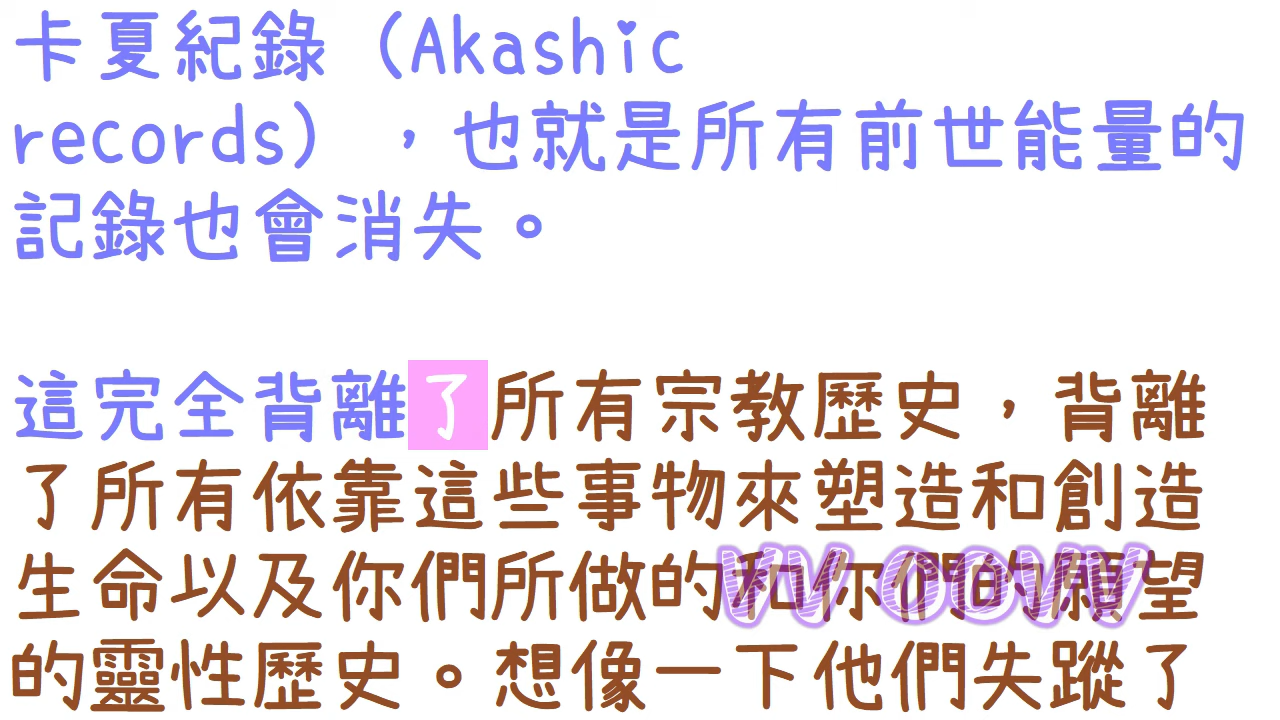 卡夏紀錄（Akashic
records），也就是所有前世能量的
記錄也會消失。
這完全背離了所有宗教歷史，背離
了所有依靠這些事物來塑造和創造
生命以及你們所做的和你們的願望
的靈性歷史。想像一下他們失蹤了
VV OOVV